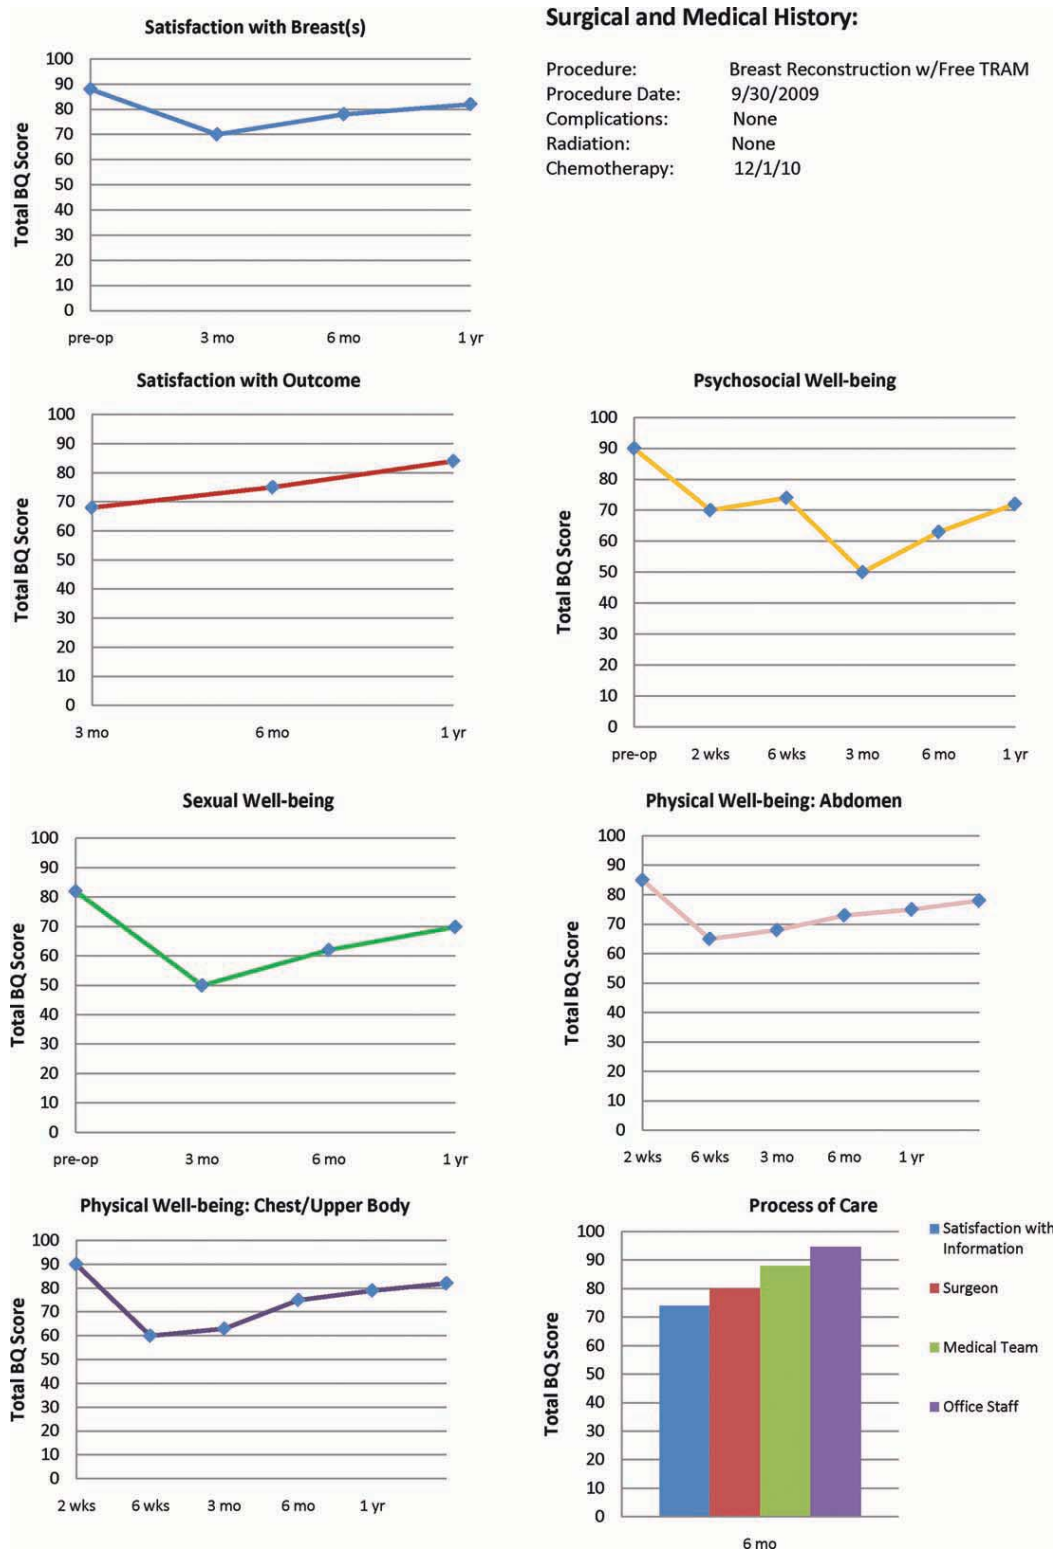 Satisfaction with Breast(s)
Total BQ Score
100
90
80
70
60
50
40
30
20
10
0
pre-op 3 mo 6 mo 1 yr
Surgical and Medical History:
Procedure: Breast Reconstruction w/Free TRAM
Procedure Date: 9/30/2009
Complications: None
Radiation: None
Chemotherapy: 12/1/10
Satisfaction with Outcome
Total BQ Score
100
90
80
70
60
50
40
30
20
10
0
3 mo 6 mo 1 yr
Psychosocial Well-being
Total BQ Score
100
90
80
70
60
50
40
30
20
10
0
pre-op 2 wks 6 wks 3 mo 6 mo 1 yr
Sexual Well-being
Total BQ Score
100
90
80
70
60
50
40
30
20
10
0
pre-op 3 mo 6 mo 1 yr
Physical Well-being: Abdomen
Total BQ Score
100
90
80
70
60
50
40
30
20
10
0
2 wks 6 wks 3 mo 6 mo 1 yr
Physical Well-being: Chest/Upper Body
Total BQ Score
100
90
80
70
60
50
40
30
20
10
0
2 wks 6 wks 3 mo 6 mo 1 yr
Process of Care
Total BQ Score
100
90
80
70
60
50
40
30
20
10
0
6 mo
Satisfaction with
Information
Surgeon
Medical Team
Office Staff